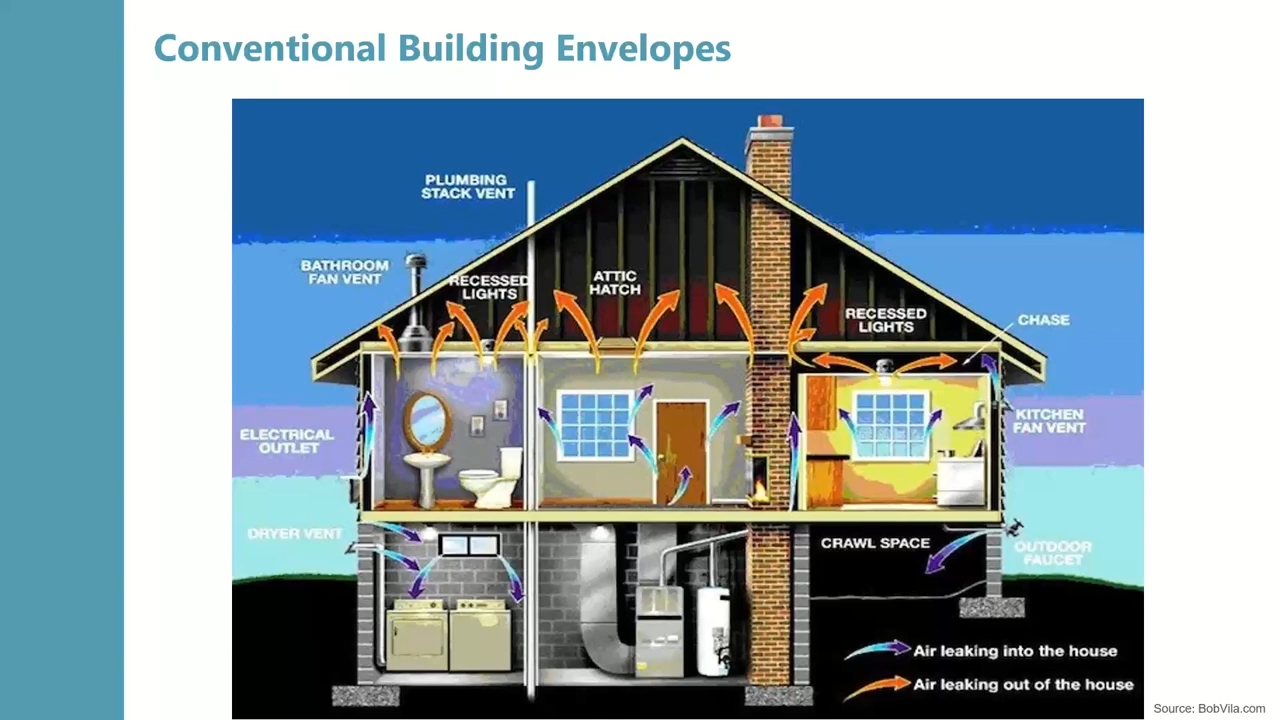 Conventional Building Envelopes
PLUMBING
STACK VENT
BATHROOM
FAN VENT
RECESSED
LIGHTS
ATTIC
HATCH
RECESSED
LIGHTS
CHASE
ELECTRICAL
OUTLET
KITCHEN
FAN VENT
DRYER VENT
CRAWL SPACE
OUTDOOR
FAUCET
Air leaking into the house
Air leaking out of the house
Source: BobVila.com